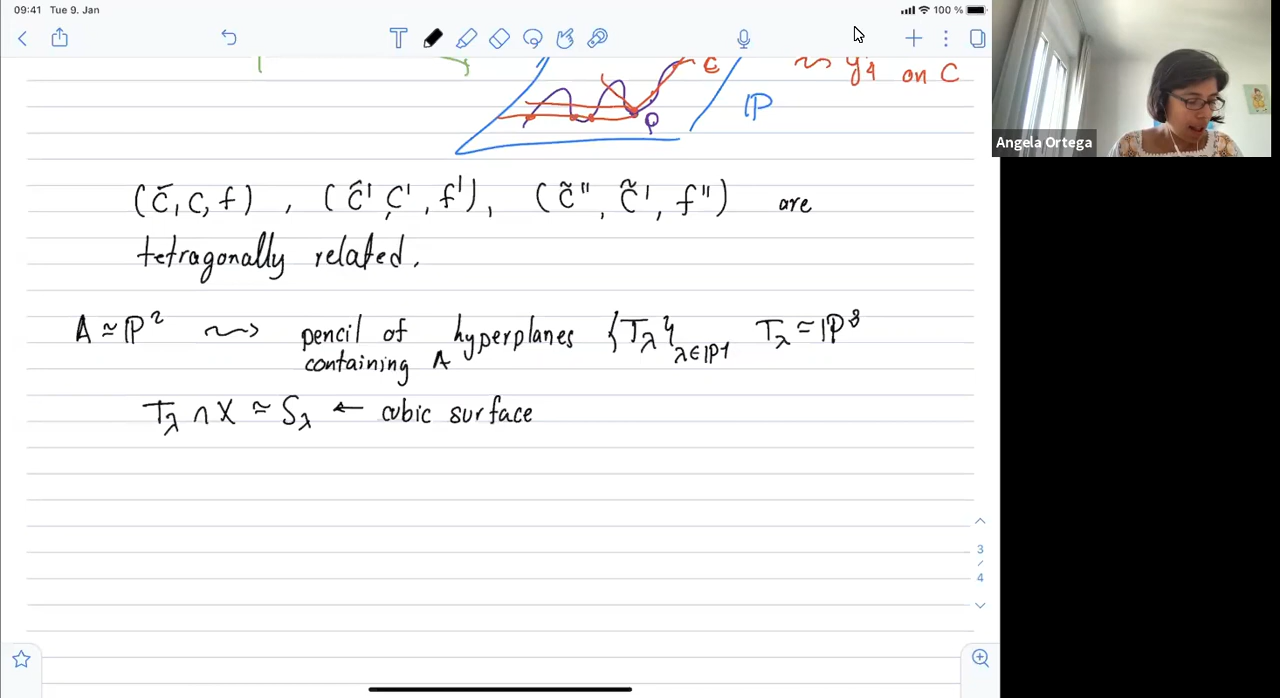 09:41 Tue 9. Jan
100 %
C
~> g¹₄ on C
P
ℙ
(C̃, C, f) , (C̃', C', f'), (C̃'', C̃', f'') are
tetragonally related.
A ≃ ℙ² ~> pencil of hyperplanes {T_λ}_{λ∈ℙ1} T_λ ≃ ℙ³
containing A
T_λ ∩ X ≃ S_λ ← cubic surface
3
/
4
Angela Ortega